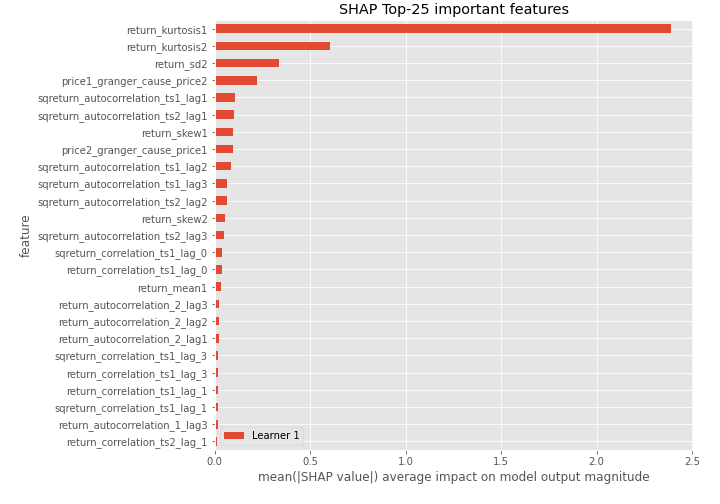 SHAP Top-25 important features
return_kurtosis1
return_kurtosis2
return_sd2
price1_granger_cause_price2
sqreturn_autocorrelation_ts1_lag1
sqreturn_autocorrelation_ts2_lag1
return_skew1
price2_granger_cause_price1
sqreturn_autocorrelation_ts1_lag2
sqreturn_autocorrelation_ts1_lag3
sqreturn_autocorrelation_ts2_lag2
return_skew2
sqreturn_autocorrelation_ts2_lag3
sqreturn_correlation_ts1_lag_0
return_correlation_ts1_lag_0
return_mean1
return_autocorrelation_2_lag3
return_autocorrelation_2_lag2
return_autocorrelation_2_lag1
sqreturn_correlation_ts1_lag_3
return_correlation_ts1_lag_3
return_correlation_ts1_lag_1
sqreturn_correlation_ts1_lag_1
return_autocorrelation_1_lag3
return_correlation_ts2_lag_1
feature
Learner 1
0.0 0.5 1.0 1.5 2.0 2.5
mean(|SHAP value|) average impact on model output magnitude